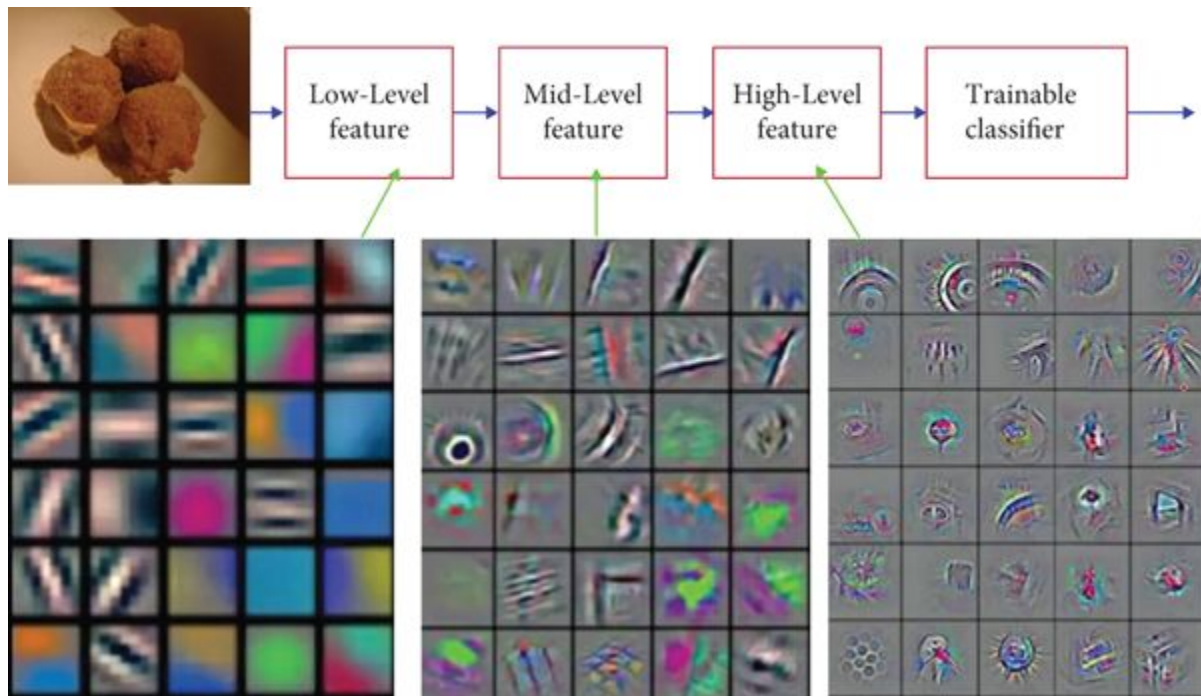 Low-Level
feature
Mid-Level
feature
High-Level
feature
Trainable
classifier